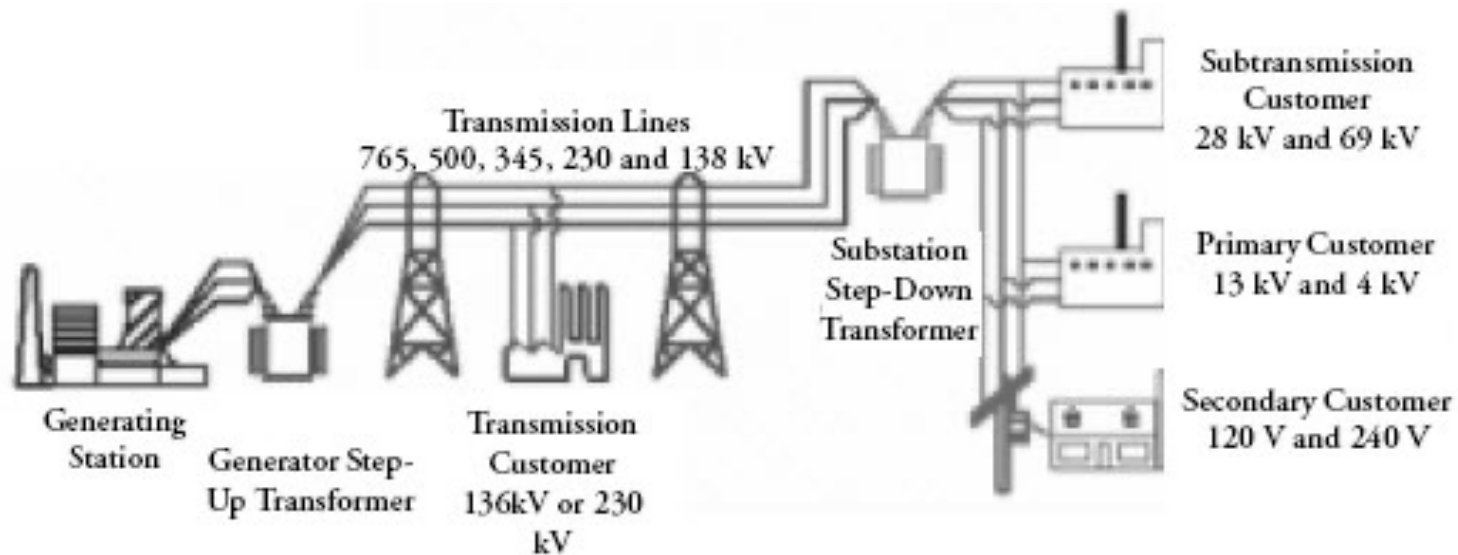 Transmission Lines
765, 500, 345, 230 and 138 kV
Subtransmission
Customer
28 kV and 69 kV
Substation
Step-Down
Transformer
Primary Customer
13 kV and 4 kV
Generating
Station
Generator Step-
Up Transformer
Transmission
Customer
136kV or 230
kV
Secondary Customer
120 V and 240 V